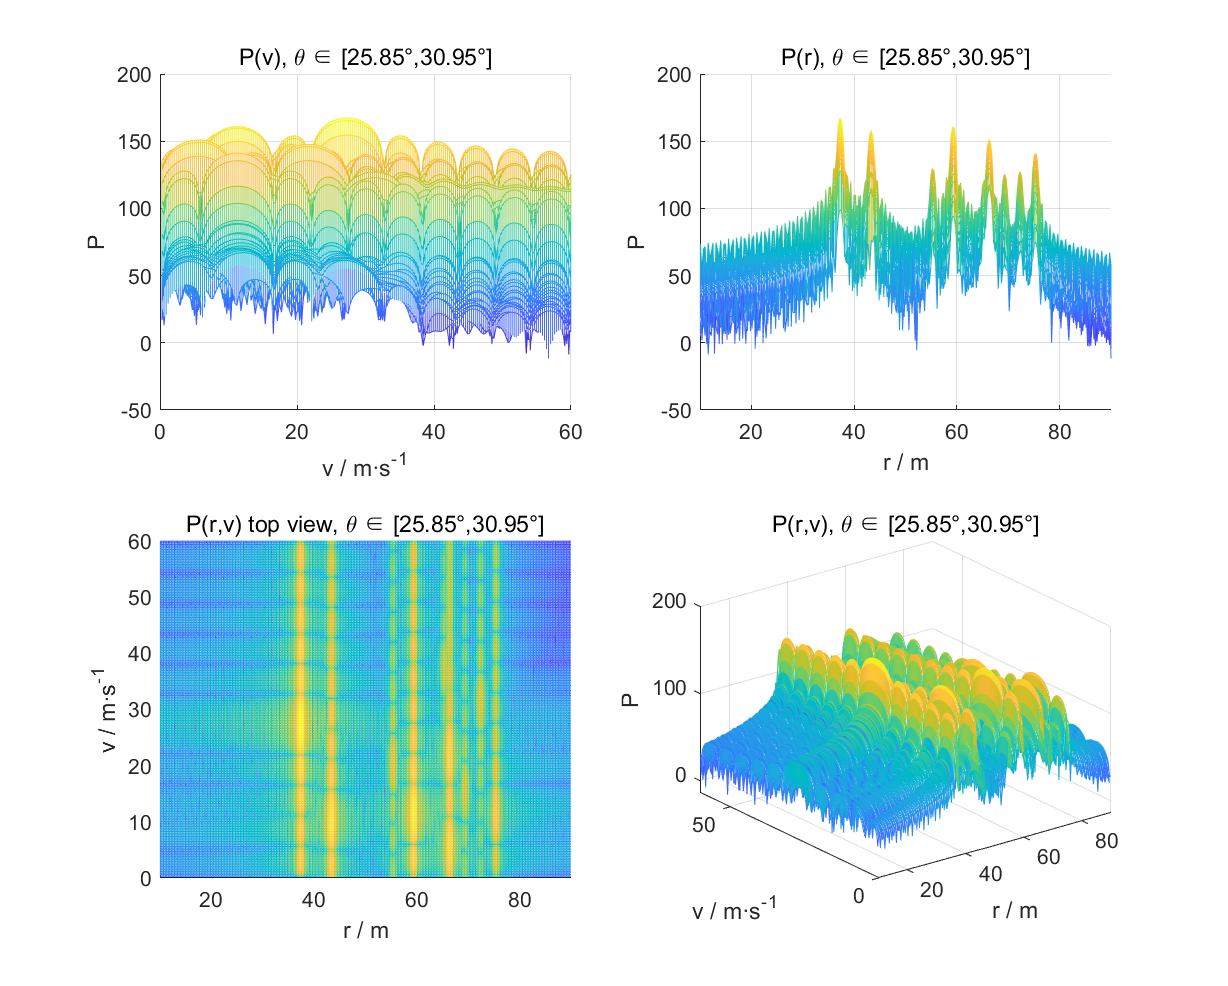 P(v), θ ∈ [25.85°,30.95°]
200
150
100
50
0
-50
P
0 20 40 60
v / m·s⁻¹
P(r), θ ∈ [25.85°,30.95°]
200
150
100
50
0
-50
P
20 40 60 80
r / m
P(r,v) top view, θ ∈ [25.85°,30.95°]
60
50
40
30
20
10
0
v / m·s⁻¹
20 40 60 80
r / m
P(r,v), θ ∈ [25.85°,30.95°]
200
100
0
P
50
0
v / m·s⁻¹
20 40 60 80
r / m